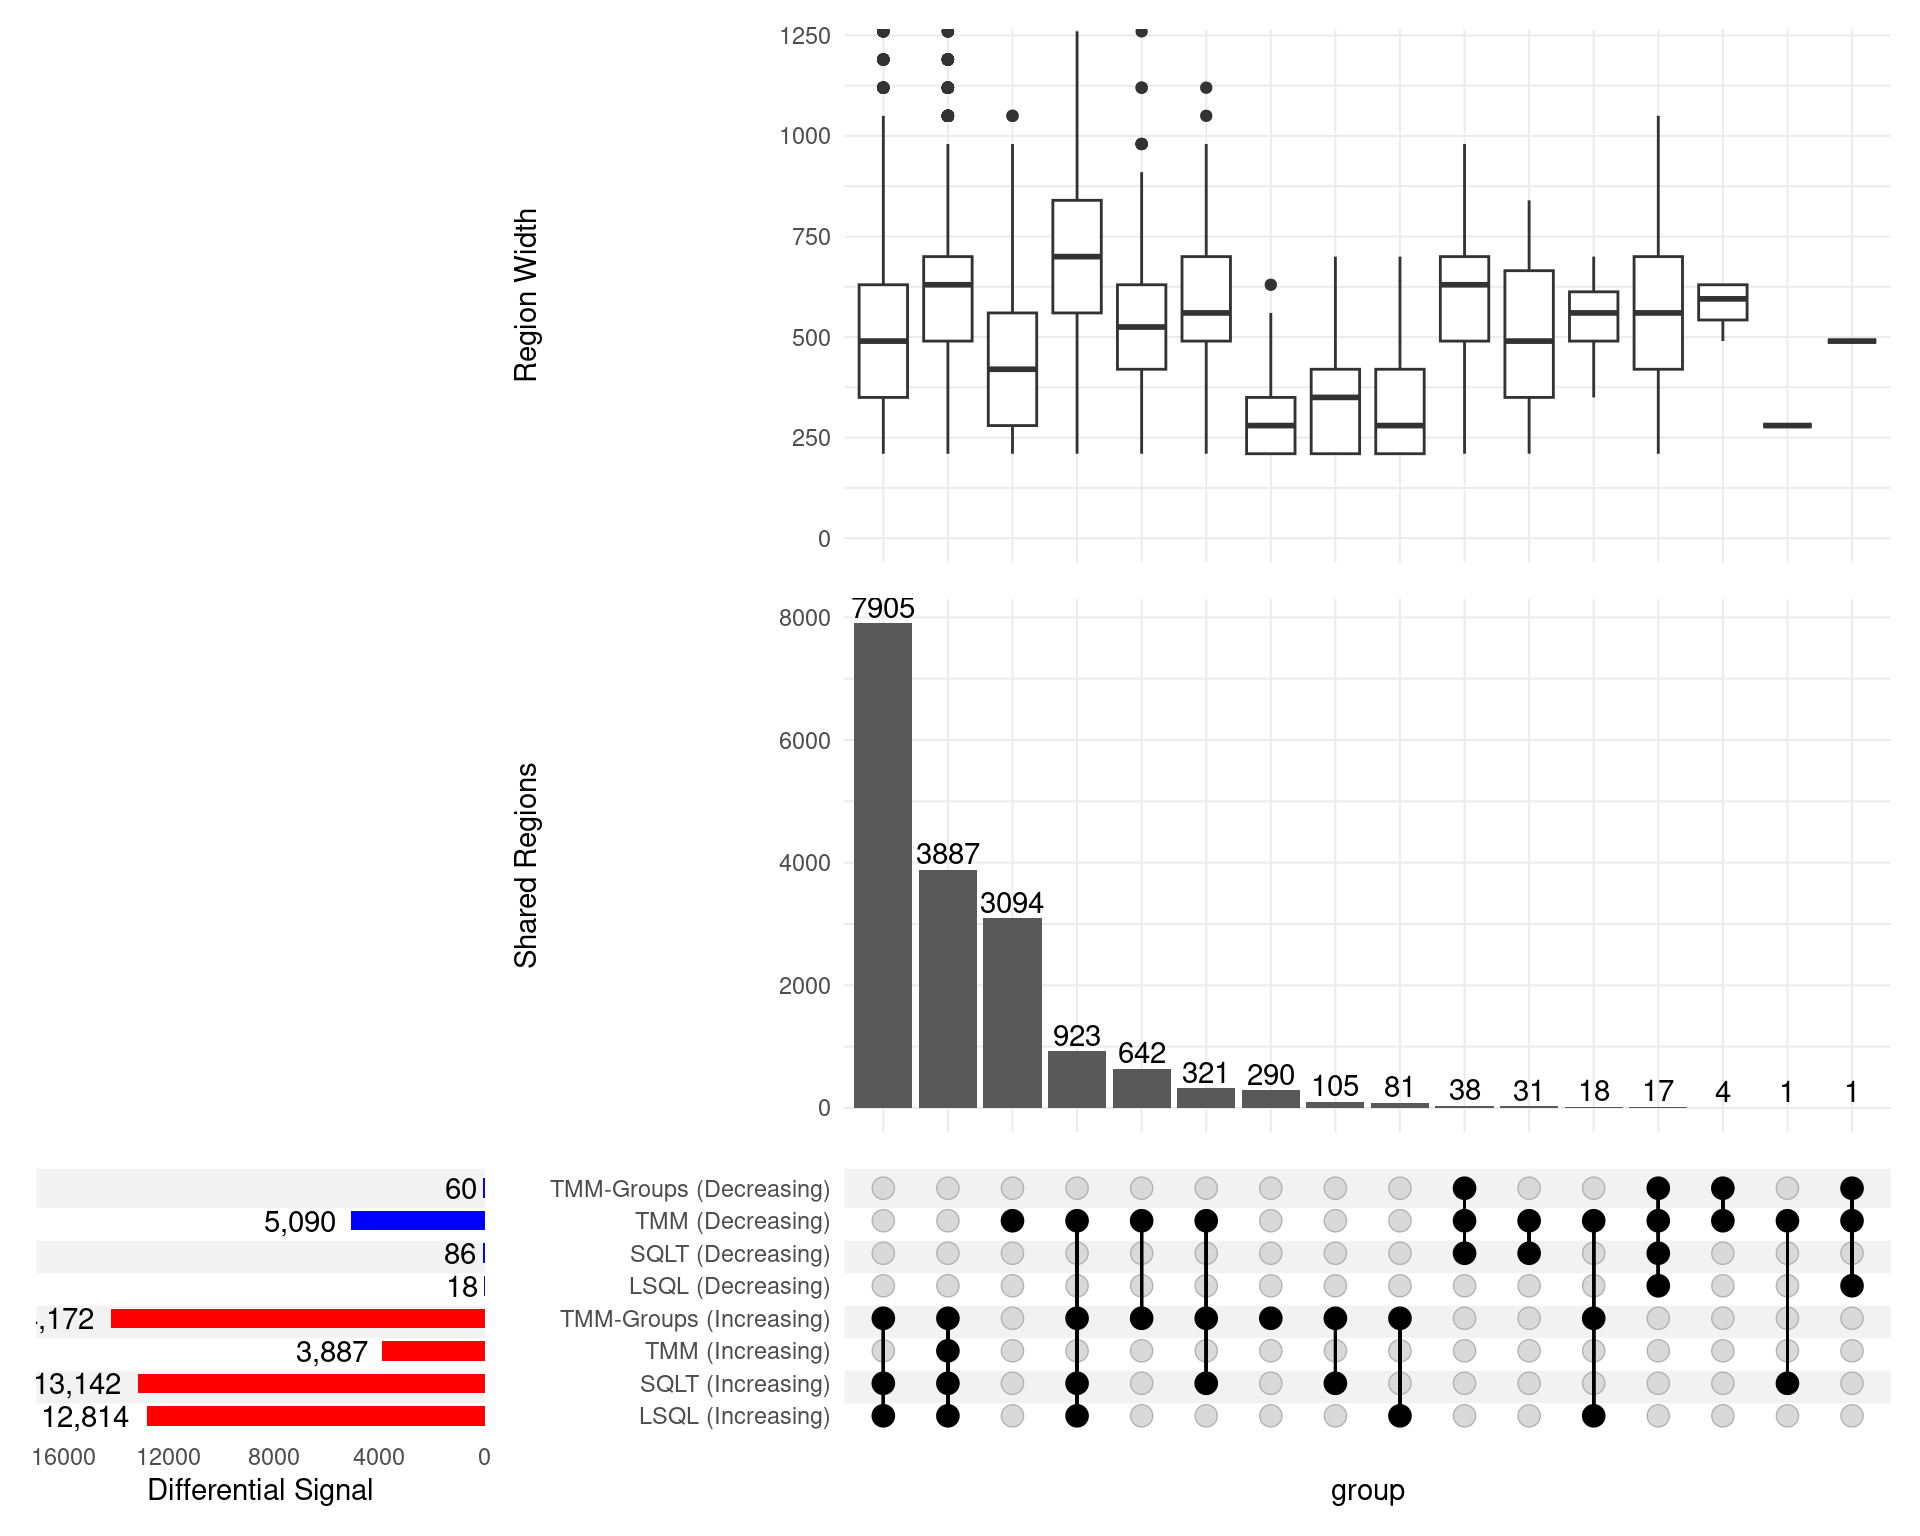 1250
1000
750
500
250
0
Region Width
8000
6000
4000
2000
0
Shared Regions
7905
3887
3094
923
642
321
290
105
81
38
31
18
17
4
1
1
60
5,090
86
18
,172
3,887
13,142
12,814
16000 12000 8000 4000 0
Differential Signal
TMM-Groups (Decreasing)
TMM (Decreasing)
SQLT (Decreasing)
LSQL (Decreasing)
TMM-Groups (Increasing)
TMM (Increasing)
SQLT (Increasing)
LSQL (Increasing)
group